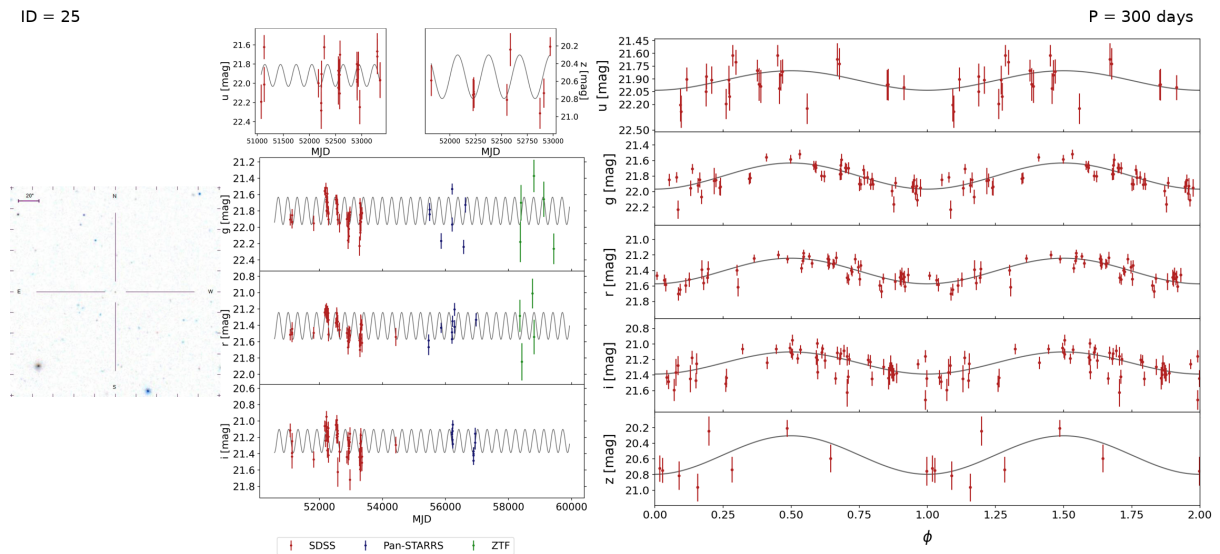 ID = 25
P = 300 days
u [mag]
21.6
21.8
22.0
22.2
22.4
51000 51500 52000 52500 53000
MJD
20.2
20.4
20.6
20.8
21.0
z [mag]
52000 52250 52500 52750 53000
MJD
20"
N
E
W
S
g [mag]
21.2
21.4
21.6
21.8
22.0
22.2
22.4
r [mag]
20.8
21.0
21.2
21.4
21.6
21.8
22.0
i [mag]
20.6
20.8
21.0
21.2
21.4
21.6
21.8
52000 54000 56000 58000 60000
MJD
SDSS Pan-STARRS ZTF
u [mag]
21.45
21.60
21.75
21.90
22.05
22.20
22.50
g [mag]
21.4
21.6
21.8
22.0
22.2
r [mag]
21.0
21.2
21.4
21.6
21.8
i [mag]
20.8
21.0
21.2
21.4
21.6
z [mag]
20.2
20.4
20.6
20.8
21.0
0.00 0.25 0.50 0.75 1.00 1.25 1.50 1.75 2.00
ϕ